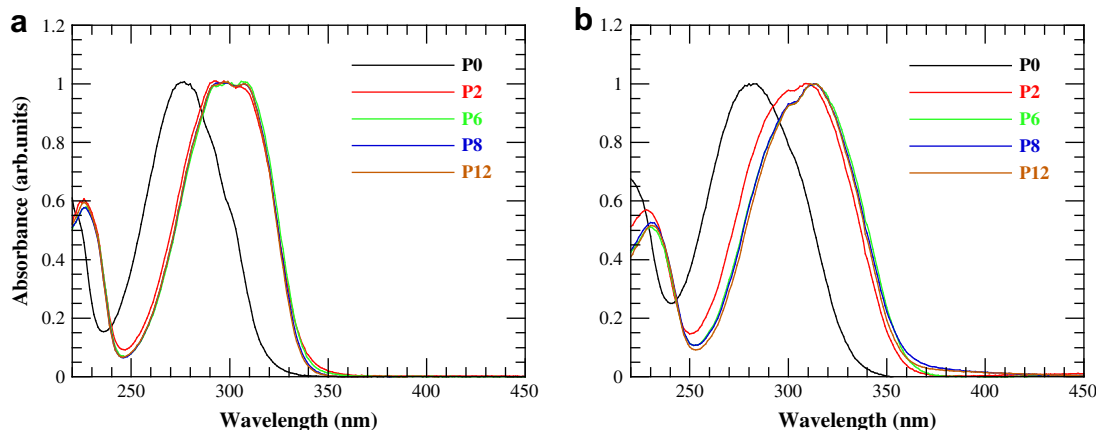 a
1.2
1
0.8
0.6
0.4
0.2
0
Absorbance (arb.units)
250 300 350 400 450
Wavelength (nm)
P0
P2
P6
P8
P12
b
1.2
1
0.8
0.6
0.4
0.2
0
250 300 350 400 450
Wavelength (nm)
P0
P2
P6
P8
P12